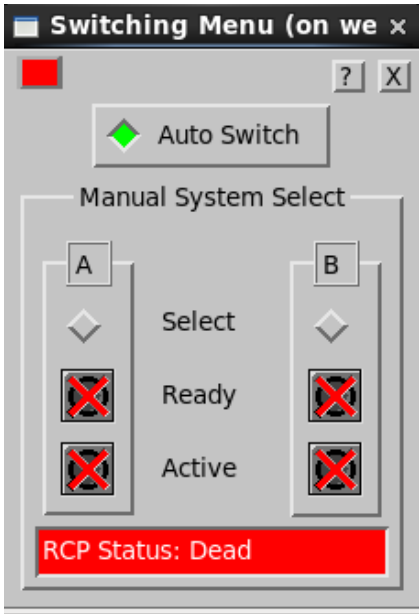 Switching Menu (on we ×
? X
Auto Switch
Manual System Select
A B
Select
Ready
Active
RCP Status: Dead